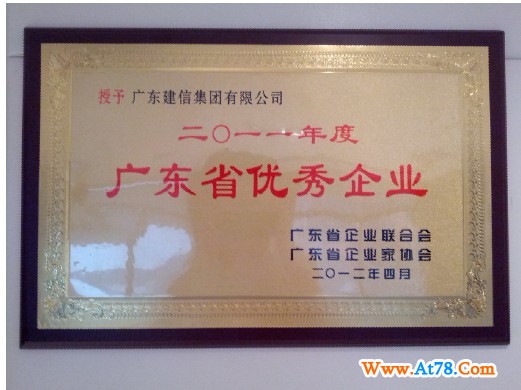 授予 广东建信集团有限公司
二〇一一年度
广东省优秀企业
广东省企业联合会
广东省企业家协会
二〇一二年四月
Www.At78.Com